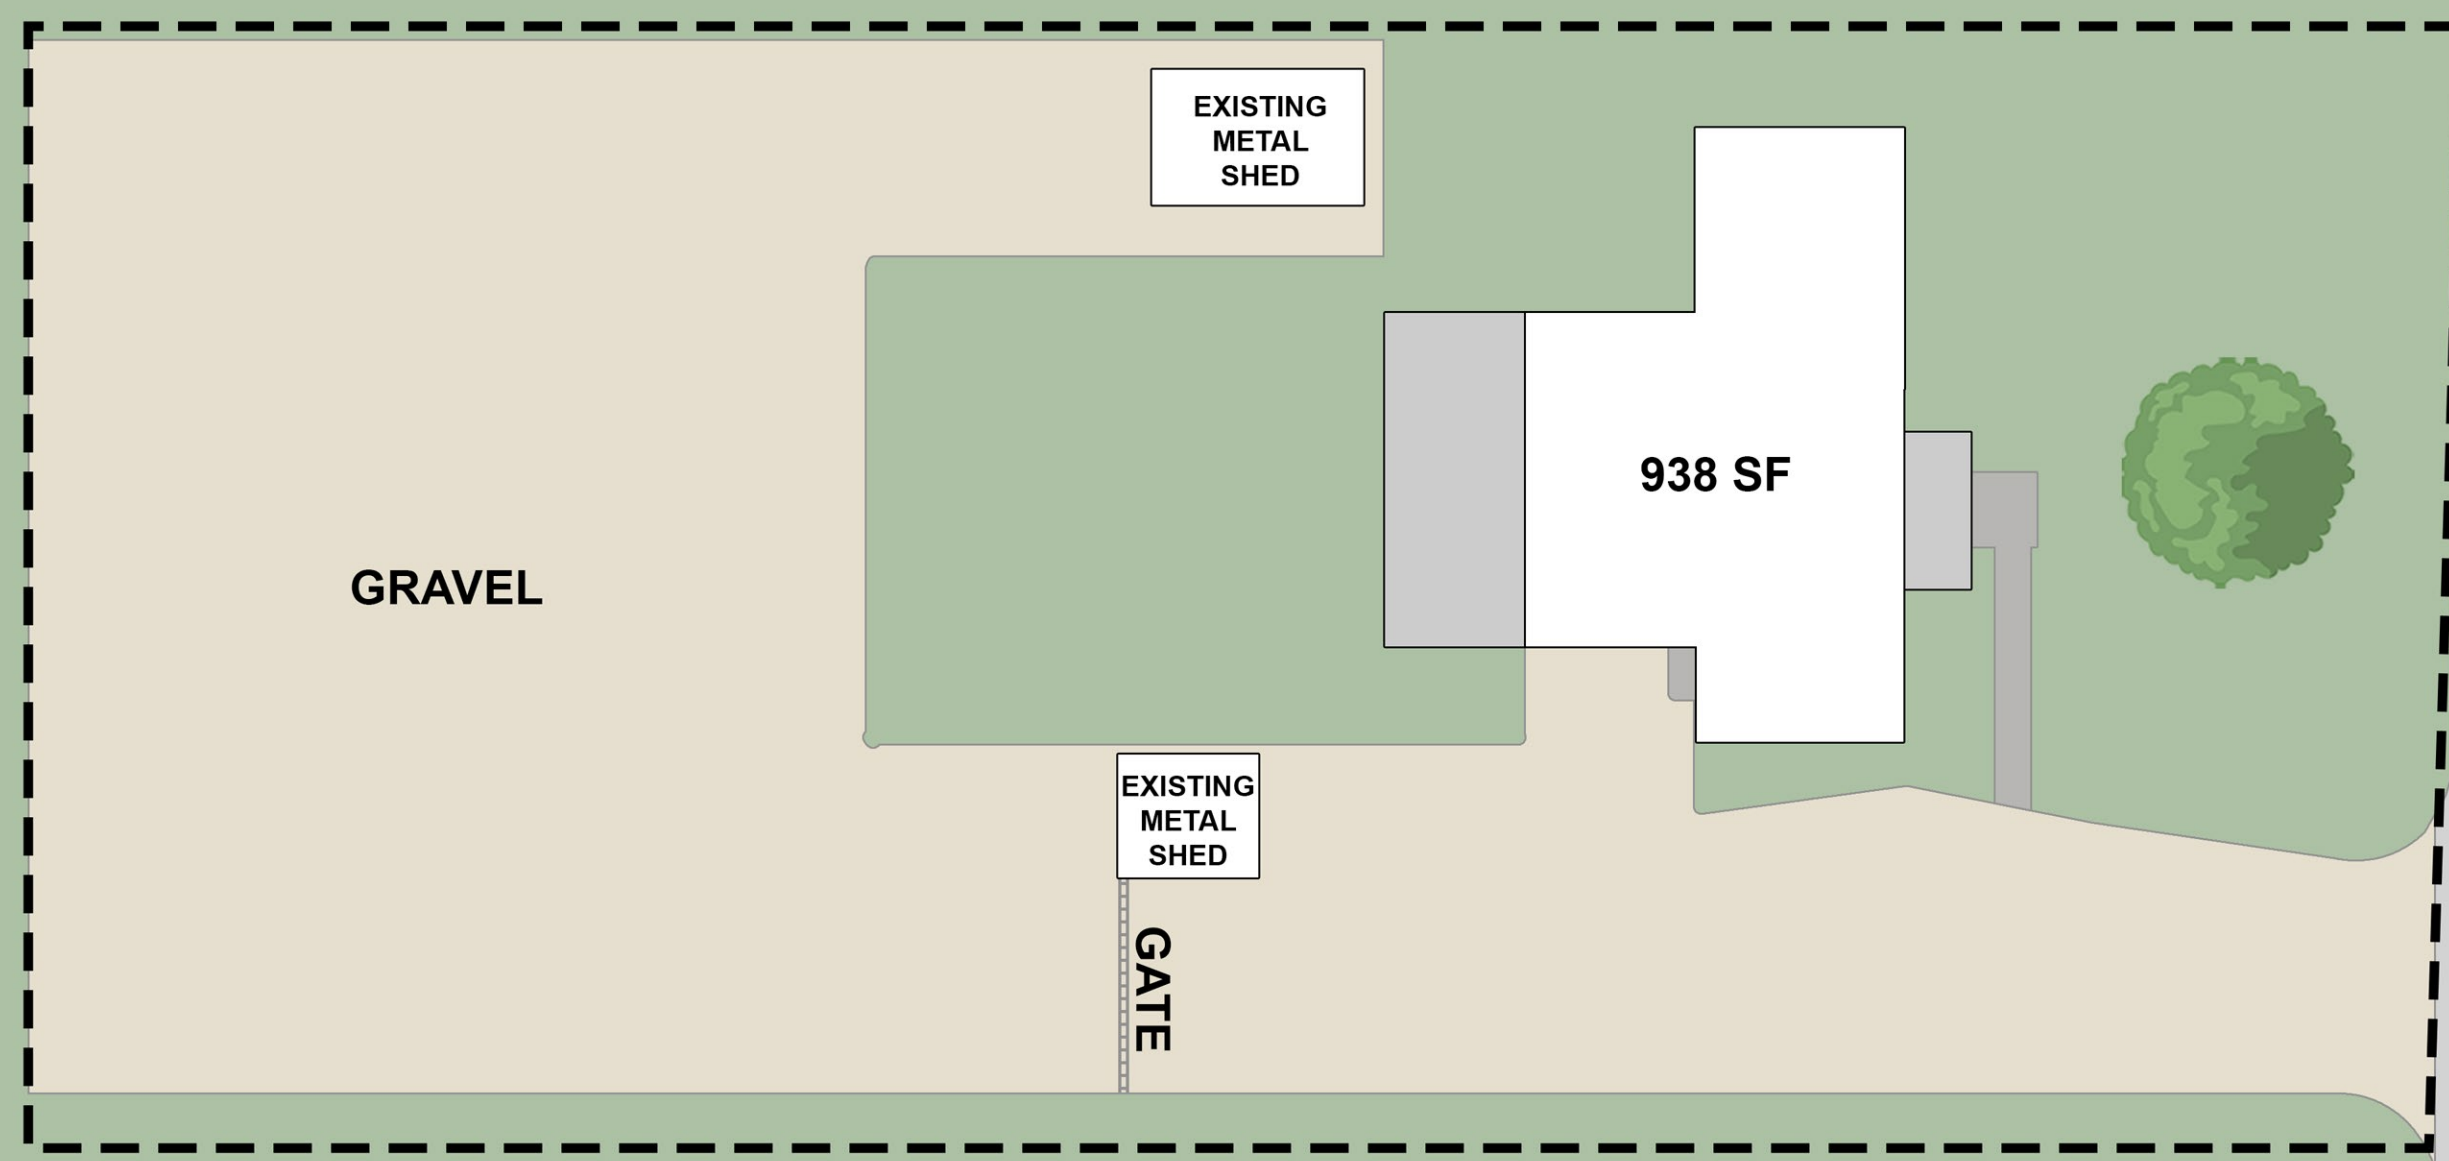 EXISTING
METAL
SHED
938 SF
GRAVEL
EXISTING
METAL
SHED
GATE